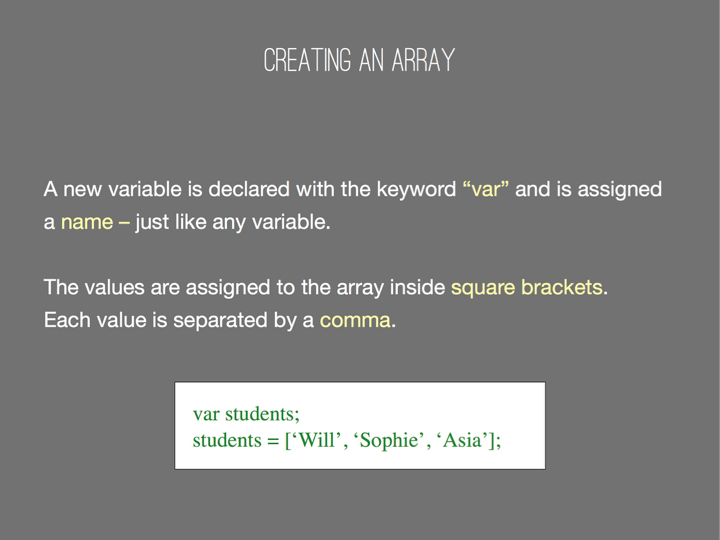 CREATING AN ARRAY
A new variable is declared with the keyword “var” and is assigned
a name – just like any variable.
The values are assigned to the array inside square brackets.
Each value is separated by a comma.
var students;
students = [‘Will’, ‘Sophie’, ‘Asia’];